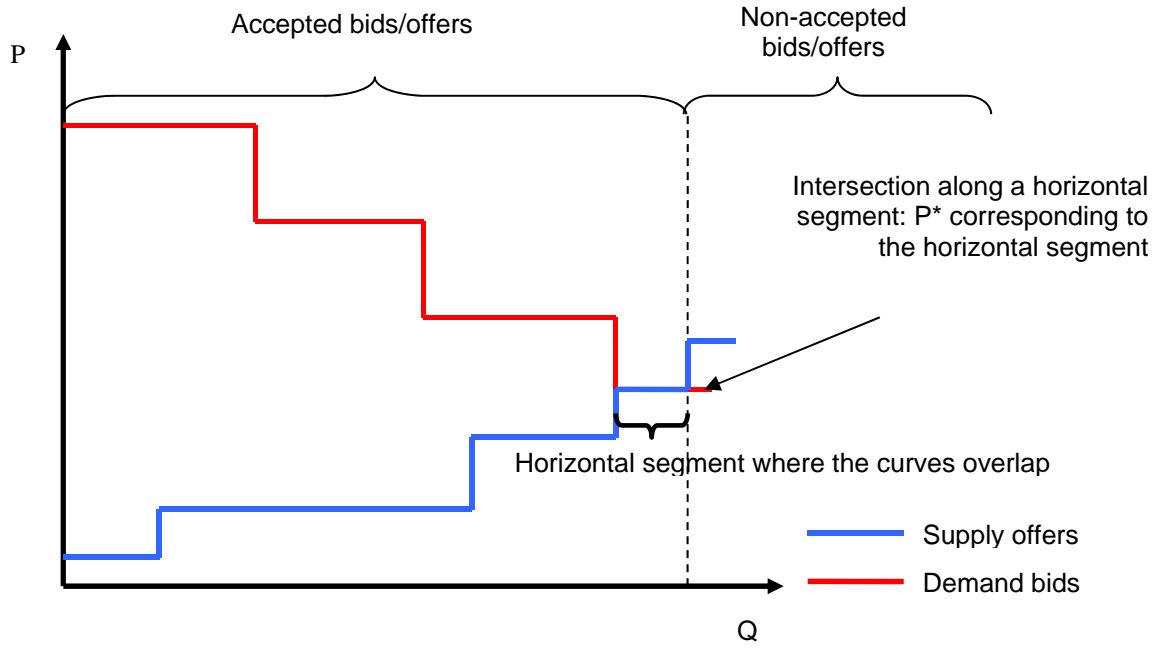 Accepted bids/offers
Non-accepted
bids/offers
P
Intersection along a horizontal
segment: P* corresponding to
the horizontal segment
Horizontal segment where the curves overlap
Supply offers
Demand bids
Q